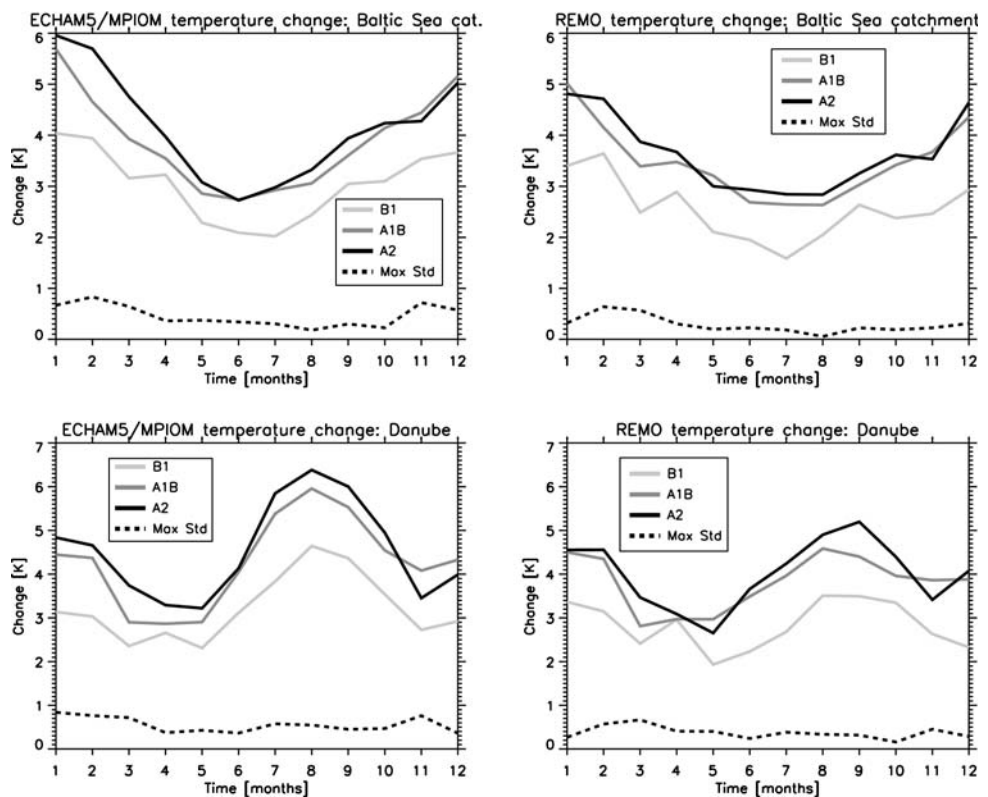 ECHAM5/MPIOM temperature change: Baltic Sea cat.
Change [K]
6
5
4
3
2
1
0
B1
A1B
A2
Max Std
1 2 3 4 5 6 7 8 9 10 11 12
Time [months]
REMO temperature change: Baltic Sea catchment
Change [K]
6
5
4
3
2
1
0
B1
A1B
A2
Max Std
1 2 3 4 5 6 7 8 9 10 11 12
Time [months]
ECHAM5/MPIOM temperature change: Danube
Change [K]
7
6
5
4
3
2
1
0
B1
A1B
A2
Max Std
1 2 3 4 5 6 7 8 9 10 11 12
Time [months]
REMO temperature change: Danube
Change [K]
7
6
5
4
3
2
1
0
B1
A1B
A2
Max Std
1 2 3 4 5 6 7 8 9 10 11 12
Time [months]